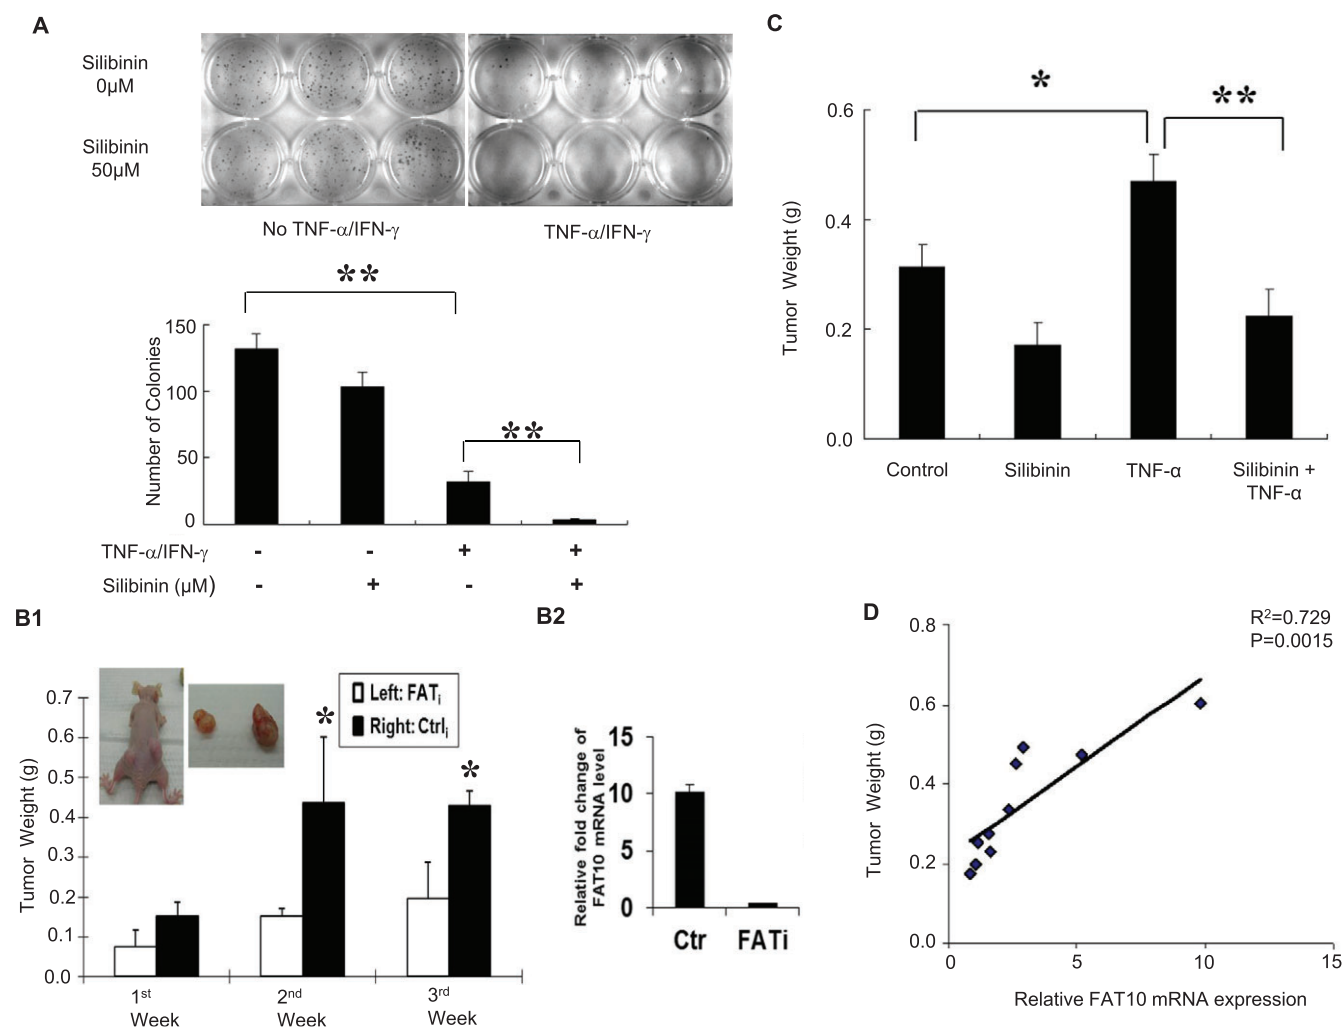 A
Silibinin
0μM
Silibinin
50μM
No TNF-α/IFN-γ
TNF-α/IFN-γ
**
150
100
50
0
Number of Colonies
**
TNF-α/IFN-γ - - + +
Silibinin (μM) - + - +
C
*
**
0.6
0.4
0.2
0.0
Tumor Weight (g)
Control
Silibinin
TNF-α
Silibinin +
TNF-α
B1
0.7
0.6
0.5
0.4
0.3
0.2
0.1
0.0
Tumor Weight (g)
Left: FATi
Right: Ctrli
*
*
1st
Week
2nd
Week
3rd
Week
B2
Relative fold change of
FAT10 mRNA level
15
10
5
0
Ctr
FATi
D
R2=0.729
P=0.0015
0.8
0.6
0.4
0.2
0.0
Tumor Weight (g)
0
5
10
15
Relative FAT10 mRNA expression